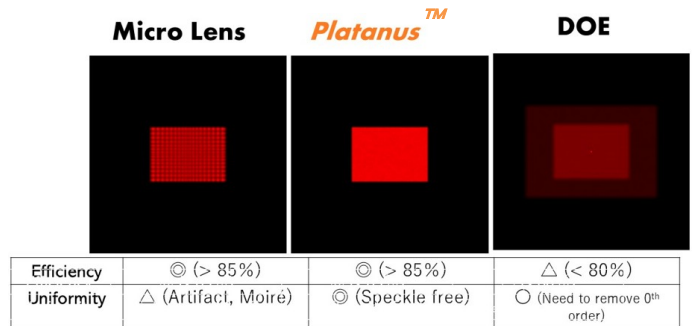 Micro Lens Platanus™ DOE
Efficiency ◎ (> 85%) ◎ (> 85%) △ (< 80%)
Uniformity △ (Artifact, Moiré) ◎ (Speckle free) ○ (Need to remove 0th
order)